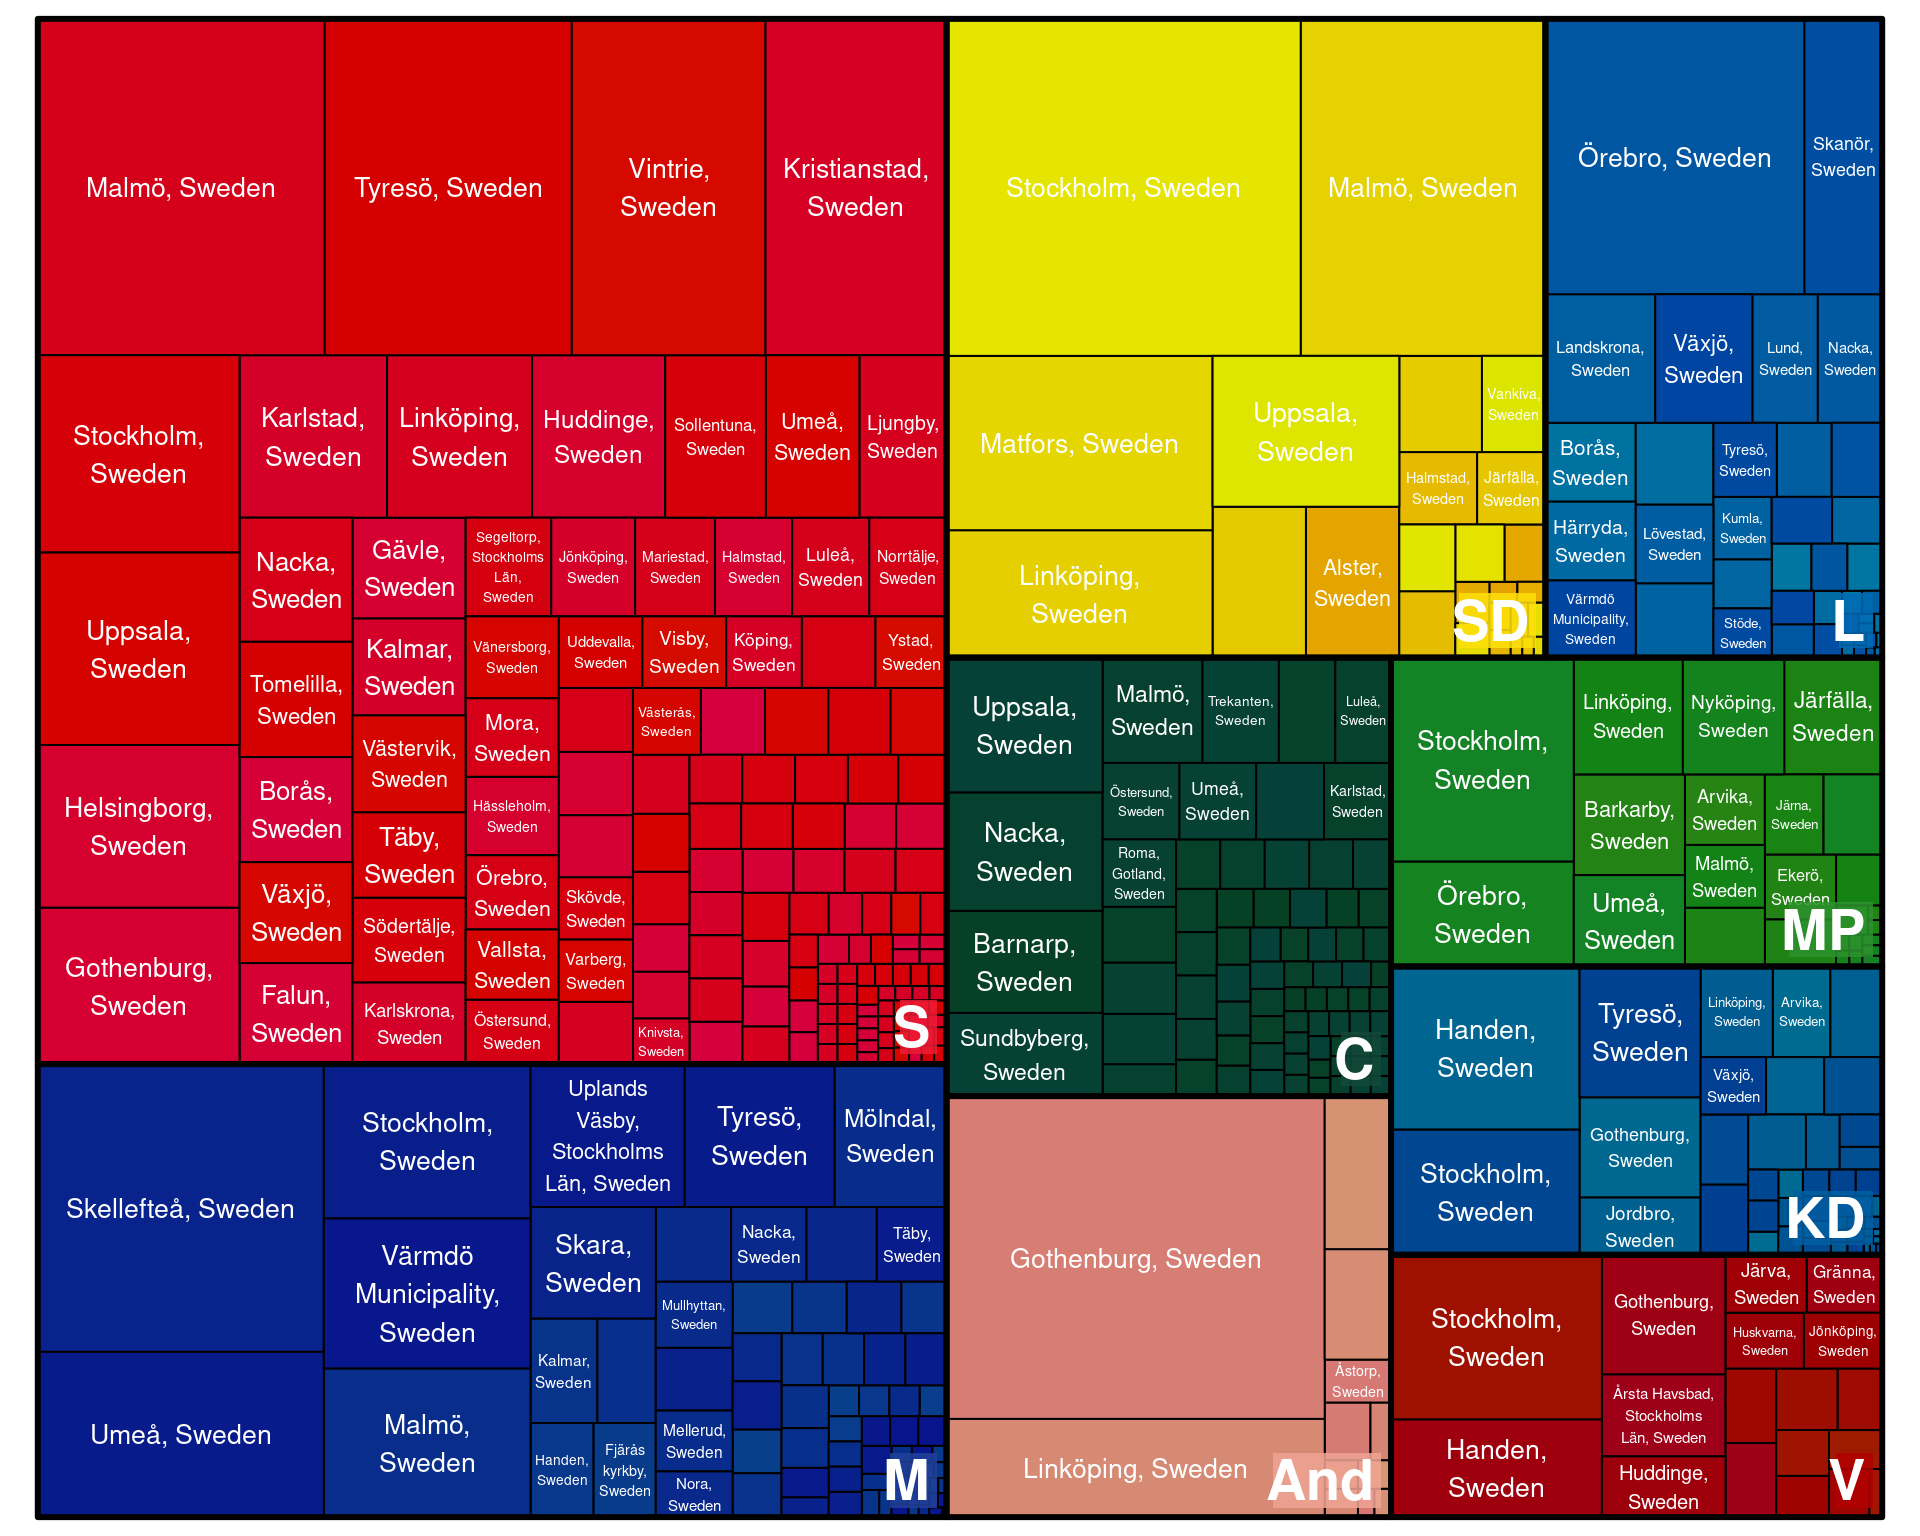 Malmö, Sweden
Tyresö, Sweden
Vintrie,
Sweden
Kristianstad,
Sweden
Stockholm,
Sweden
Karlstad,
Sweden
Linköping,
Sweden
Huddinge,
Sweden
Sollentuna,
Sweden
Umeå,
Sweden
Ljungby,
Sweden
Uppsala,
Sweden
Helsingborg,
Sweden
Gothenburg,
Sweden
Nacka,
Sweden
Tomelilla,
Sweden
Borås,
Sweden
Växjö,
Sweden
Falun,
Sweden
Gävle,
Sweden
Kalmar,
Sweden
Västervik,
Sweden
Täby,
Sweden
Södertälje,
Sweden
Karlskrona,
Sweden
Segeltorp,
Stockholms
Län,
Sweden
Jönköping,
Sweden
Mariestad,
Sweden
Halmstad,
Sweden
Luleå,
Sweden
Norrtälje,
Sweden
Vänersborg,
Sweden
Mora,
Sweden
Hässleholm,
Sweden
Örebro,
Sweden
Vallsta,
Sweden
Östersund,
Sweden
Uddevalla,
Sweden
Visby,
Sweden
Köping,
Sweden
Ystad,
Sweden
Västerås,
Sweden
Skövde,
Sweden
Varberg,
Sweden
Knivsta,
Sweden
S
Skellefteå, Sweden
Umeå, Sweden
Stockholm,
Sweden
Värmdö
Municipality,
Sweden
Malmö,
Sweden
Uplands
Väsby,
Stockholms
Län, Sweden
Tyresö,
Sweden
Mölndal,
Sweden
Skara,
Sweden
Nacka,
Sweden
Täby,
Sweden
Mullhyttan,
Sweden
Kalmar,
Sweden
Handen,
Sweden
Fjärås
kyrkby,
Sweden
Mellerud,
Sweden
Nora,
Sweden
M
Stockholm, Sweden
Malmö, Sweden
Matfors, Sweden
Linköping,
Sweden
Uppsala,
Sweden
Vankiva,
Sweden
Halmstad,
Sweden
Järfälla,
Sweden
Alster,
Sweden
SD
Örebro, Sweden
Skanör,
Sweden
Landskrona,
Sweden
Växjö,
Sweden
Lund,
Sweden
Nacka,
Sweden
Borås,
Sweden
Härryda,
Sweden
Värmdö
Municipality,
Sweden
Lövestad,
Sweden
Tyresö,
Sweden
Kumla,
Sweden
Stöde,
Sweden
L
Uppsala,
Sweden
Nacka,
Sweden
Barnarp,
Sweden
Sundbyberg,
Sweden
Malmö,
Sweden
Trekanten,
Sweden
Luleå,
Sweden
Östersund,
Sweden
Umeå,
Sweden
Karlstad,
Sweden
Roma,
Gotland,
Sweden
C
Stockholm,
Sweden
Örebro,
Sweden
Linköping,
Sweden
Nyköping,
Sweden
Järfälla,
Sweden
Barkarby,
Sweden
Umeå,
Sweden
Arvika,
Sweden
Järna,
Sweden
Malmö,
Sweden
Ekerö,
Sweden
MP
Handen,
Sweden
Stockholm,
Sweden
Tyresö,
Sweden
Gothenburg,
Sweden
Jordbro,
Sweden
Linköping,
Sweden
Arvika,
Sweden
Växjö,
Sweden
KD
Gothenburg, Sweden
Linköping, Sweden
Åstorp,
Sweden
And
Stockholm,
Sweden
Handen,
Sweden
Gothenburg,
Sweden
Årsta Havsbad,
Stockholms
Län, Sweden
Huddinge,
Sweden
Järva,
Sweden
Gränna,
Sweden
Huskvarna,
Sweden
Jönköping,
Sweden
V